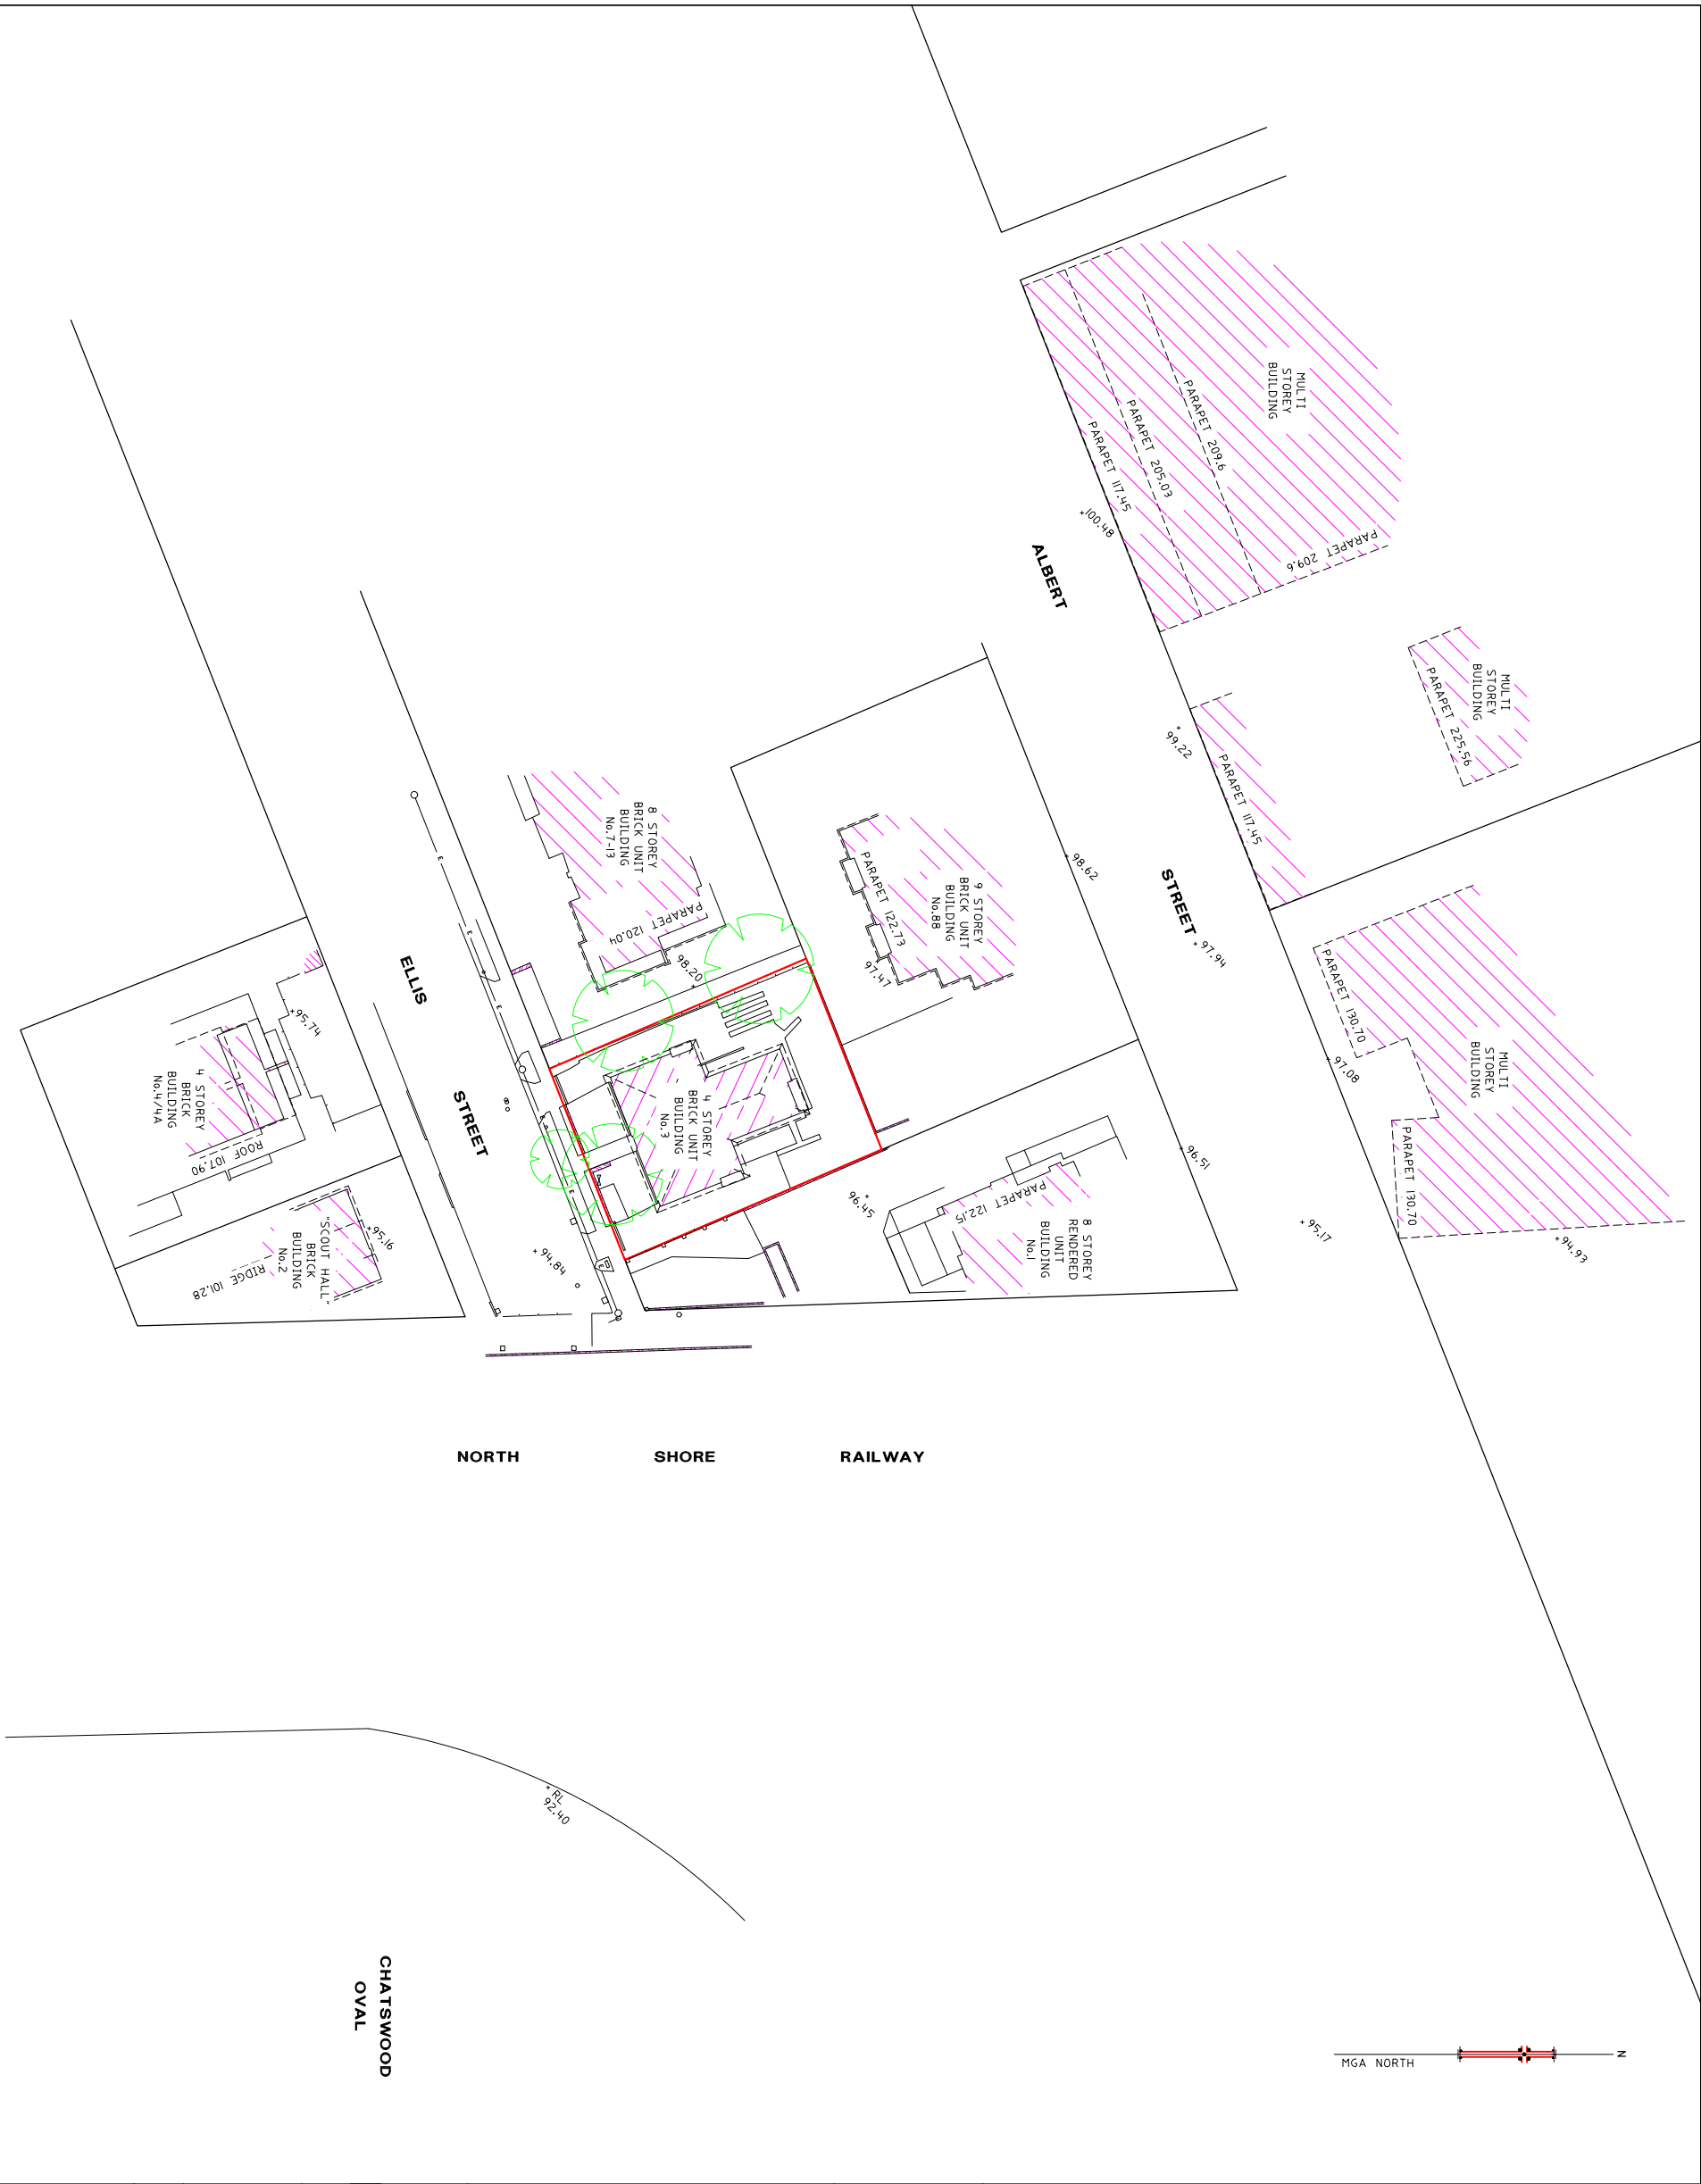 MULTI
STOREY
BUILDING
PARAPET 209.6
PARAPET 205.03
PARAPET 117.45
PARAPET 209.6
100.48
ALBERT
STREET
MULTI
STOREY
BUILDING
PARAPET 225.56
99.22
PARAPET 117.45
98.62
97.94
9 STOREY
BRICK UNIT
BUILDING
No.88
PARAPET 122.73
97.47
8 STOREY
BRICK UNIT
BUILDING
No.7-13
PARAPET 120.04
98.20
MULTI
STOREY
BUILDING
PARAPET 130.70
PARAPET 130.70
97.08
96.51
95.17
94.93
4 STOREY
BRICK UNIT
BUILDING
No.3
8 STOREY
RENDERED
UNIT
BUILDING
No.1
PARAPET 122.15
96.45
ELLIS
STREET
E
E
E
E
E
94.84
95.74
4 STOREY
BRICK
BUILDING
No.4/4A
ROOF 107.90
95.16
"SCOUT HALL"
BRICK
BUILDING
No.2
RIDGE 101.28
NORTH SHORE RAILWAY
RL
92.40
CHATSWOOD
OVAL
MGA NORTH
N